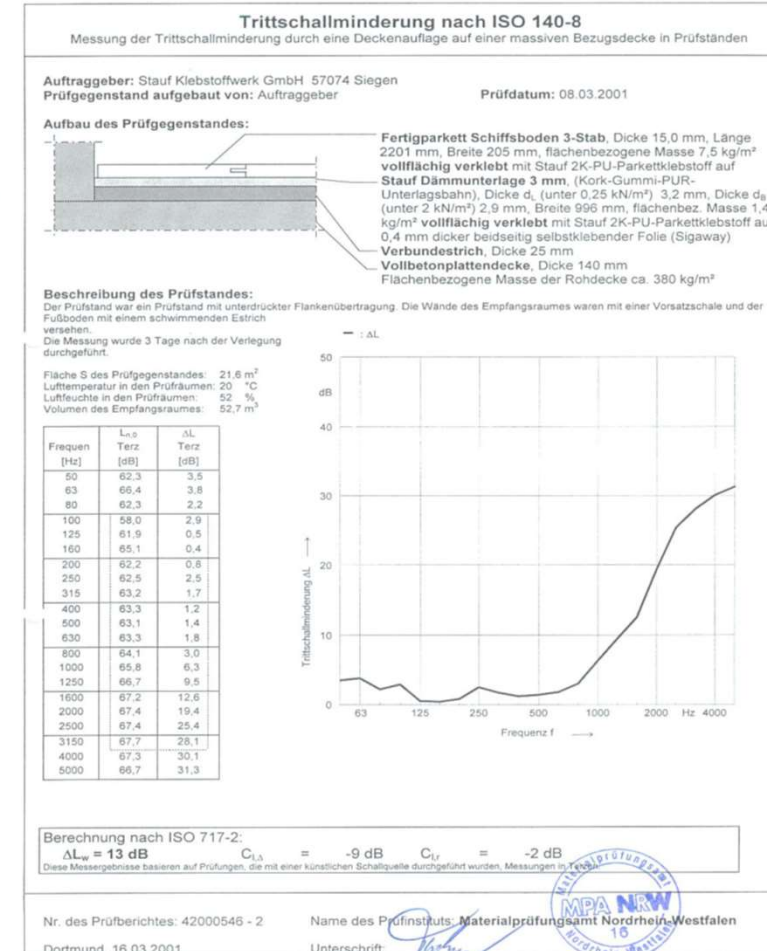 Trittschallminderung nach ISO 140-8
Messung der Trittschallminderung durch eine Deckenauflage auf einer massiven Bezugsdecke in Prüfständen
Auftraggeber: Stauf Klebstoffwerk GmbH 57074 Siegen
Prüfgegenstand aufgebaut von: Auftraggeber Prüfdatum: 08.03.2001
Aufbau des Prüfgegenstandes:
Fertigparkett Schiffsboden 3-Stab, Dicke 15,0 mm, Länge
2201 mm, Breite 205 mm, flächenbezogene Masse 7,5 kg/m²
vollflächig verklebt mit Stauf 2K-PU-Parkettklebstoff auf
Stauf Dämmunterlage 3 mm, (Kork-Gummi-PUR-
Unterlagsbahn), Dicke dL (unter 0,25 kN/m²) 3,2 mm, Dicke dB
(unter 2 kN/m²) 2,9 mm, Breite 996 mm, flächenbez. Masse 1,4
kg/m² vollflächig verklebt mit Stauf 2K-PU-Parkettklebstoff au
0,4 mm dicker beidseitig selbstklebender Folie (Sigaway)
Verbundestrich, Dicke 25 mm
Vollbetonplattendecke, Dicke 140 mm
Flächenbezogene Masse der Rohdecke ca. 380 kg/m²
Beschreibung des Prüfstandes:
Der Prüfstand war ein Prüfstand mit unterdrückter Flankenübertragung. Die Wände des Empfangsraumes waren mit einer Vorsatzschale und der
Fußboden mit einem schwimmenden Estrich
versehen.
Die Messung wurde 3 Tage nach der Verlegung
durchgeführt.
Fläche S des Prüfgegenstandes: 21,6 m²
Lufttemperatur in den Prüfräumen: 20 °C
Luftfeuchte in den Prüfräumen: 52 %
Volumen des Empfangsraumes: 52,7 m³
Ln,0 ΔL
Frequen Terz Terz
[Hz] [dB] [dB]
50 62,3 3,5
63 66,4 3,8
80 62,3 2,2
100 58,0 2,9
125 61,9 0,5
160 65,1 0,4
200 62,2 0,8
250 62,5 2,5
315 63,2 1,7
400 63,3 1,2
500 63,1 1,4
630 63,3 1,8
800 64,1 3,0
1000 65,8 6,3
1250 66,7 9,5
1600 67,2 12,6
2000 67,4 19,4
2500 67,4 25,4
3150 67,7 28,1
4000 67,3 30,1
5000 66,7 31,3
— : ΔL
50
dB
40
30
20
10
0
Trittschallminderung ΔL →
63 125 250 500 1000 2000 Hz 4000
Frequenz f →
Berechnung nach ISO 717-2:
ΔLw = 13 dB CI,Δ = -9 dB CI,r = -2 dB
Diese Messergebnisse basieren auf Prüfungen, die mit einer künstlichen Schallquelle durchgeführt wurden, Messungen in
Materialprüfungsamt
MPA NRW
16
Nr. des Prüfberichtes: 42000546 - 2 Name des Prüfinstituts: Materialprüfungsamt Nordrhein-Westfalen
Dortmund, 16.03.2001 Unterschrift: